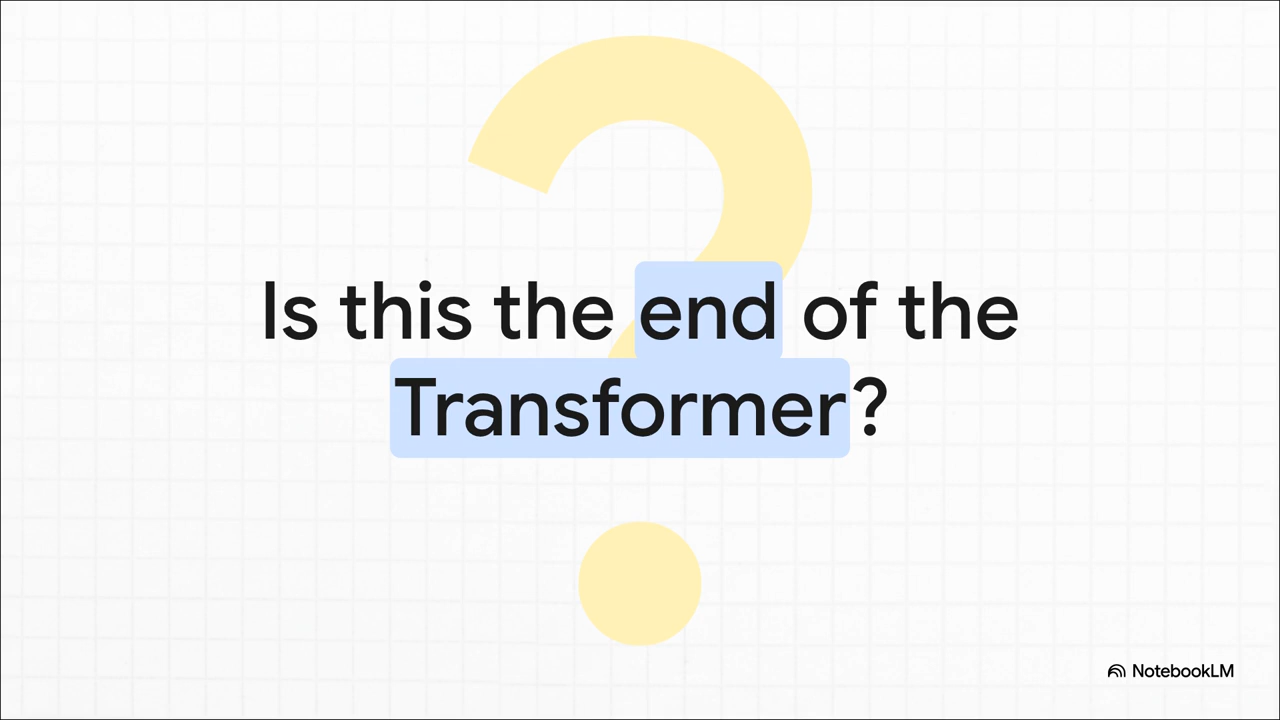 Is this the end of the
Transformer?
NotebookLM